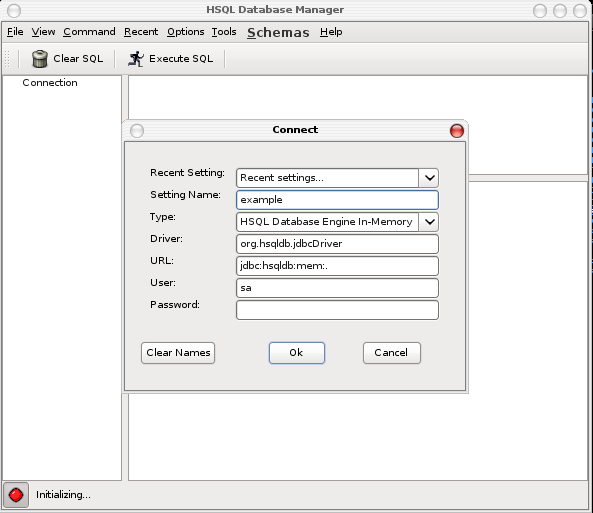 HSQL Database Manager
File View Command Recent Options Tools Schemas Help
Clear SQL Execute SQL
Connection
Connect
Recent Setting: Recent settings...
Setting Name: example
Type: HSQL Database Engine In-Memory
Driver: org.hsqldb.jdbcDriver
URL: jdbc:hsqldb:mem:.
User: sa
Password:
Clear Names Ok Cancel
Initializing...